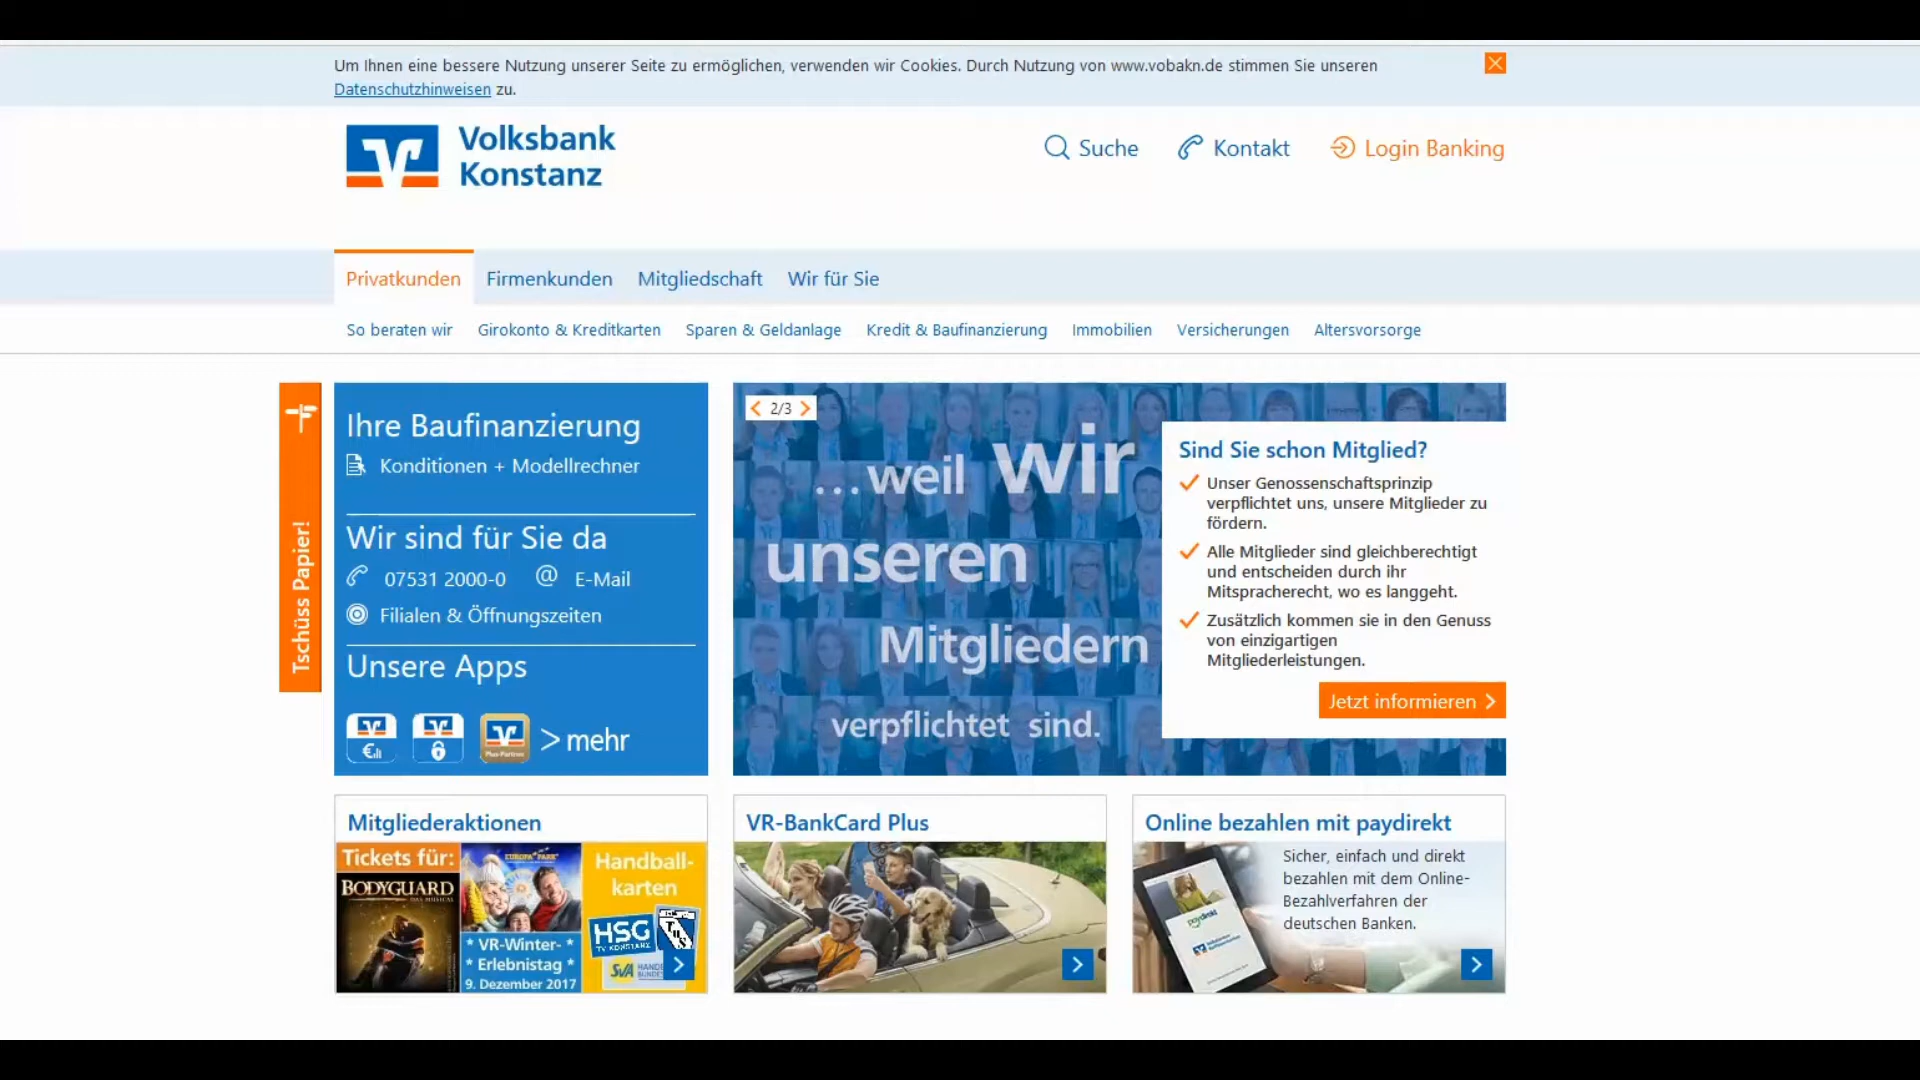 Um Ihnen eine bessere Nutzung unserer Seite zu ermöglichen, verwenden wir Cookies. Durch Nutzung von www.vobakn.de stimmen Sie unseren
Datenschutzhinweisen zu.
Volksbank
Konstanz
Suche
Kontakt
Login Banking
Privatkunden
Firmenkunden
Mitgliedschaft
Wir für Sie
So beraten wir
Girokonto & Kreditkarten
Sparen & Geldanlage
Kredit & Baufinanzierung
Immobilien
Versicherungen
Altersvorsorge
Tschüss Papier!
Ihre Baufinanzierung
Konditionen + Modellrechner
Wir sind für Sie da
07531 2000-0
@ E-Mail
Filialen & Öffnungszeiten
Unsere Apps
> mehr
2/3
...weil wir
unseren
Mitgliedern
verpflichtet sind.
Sind Sie schon Mitglied?
Unser Genossenschaftsprinzip
verpflichtet uns, unsere Mitglieder zu
fördern.
Alle Mitglieder sind gleichberechtigt
und entscheiden durch ihr
Mitspracherecht, wo es langgeht.
Zusätzlich kommen sie in den Genuss
von einzigartigen
Mitgliederleistungen.
Jetzt informieren
Mitgliederaktionen
Tickets für:
BODYGUARD
DAS MUSICAL
EUROPA PARK
* VR-Winter- *
* Erlebnistag *
9. Dezember 2017
Handball-
karten
HSG
TV KONSTANZ
VR-BankCard Plus
Online bezahlen mit paydirekt
Sicher, einfach und direkt
bezahlen mit dem Online-
Bezahlverfahren der
deutschen Banken.
paydirekt